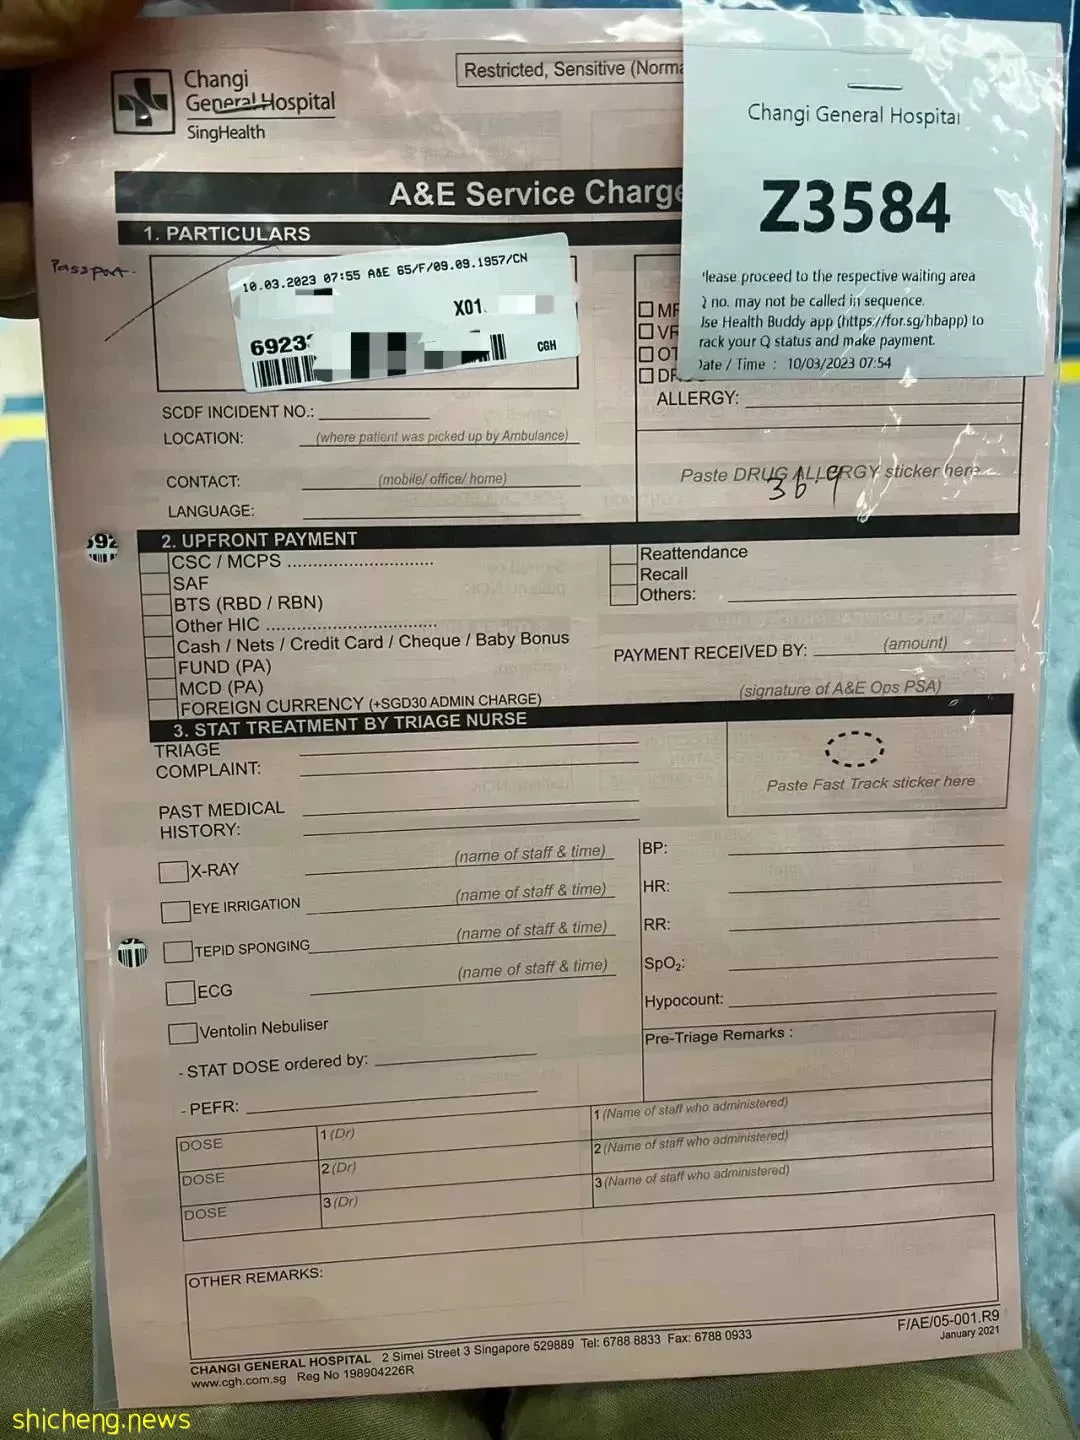 Changi
General Hospital
SingHealth
Restricted, Sensitive (Norma
Changi General Hospital
Z3584
lease proceed to the respective waiting area
no. may not be called in sequence.
Use Health Buddy app (https://for.sg/hbapp) to
rack your Q status and make payment.
Date / Time : 10/03/2023 07:54
A&E Service Charge
1. PARTICULARS
Passport.
10.03.2023 07:55 A&E 65/F/09.09.1957/CN
X01
6923
CGH
SCDF INCIDENT NO.:
LOCATION: (where patient was picked up by Ambulance)
CONTACT: (mobile/ office/ home)
LANGUAGE:
ALLERGY:
Paste DRUG ALLERGY sticker here
36.9
2. UPFRONT PAYMENT
CSC / MCPS ............................
SAF
BTS (RBD / RBN)
Other HIC .................................
Cash / Nets / Credit Card / Cheque / Baby Bonus
FUND (PA)
MCD (PA)
FOREIGN CURRENCY (+SGD30 ADMIN CHARGE)
Reattendance
Recall
Others:
PAYMENT RECEIVED BY: (amount)
(signature of A&E Ops PSA)
3. STAT TREATMENT BY TRIAGE NURSE
TRIAGE
COMPLAINT:
PAST MEDICAL
HISTORY:
Paste Fast Track sticker here
X-RAY (name of staff & time)
EYE IRRIGATION (name of staff & time)
TEPID SPONGING (name of staff & time)
ECG (name of staff & time)
Ventolin Nebuliser
- STAT DOSE ordered by:
- PEFR:
BP:
HR:
RR:
SpO₂:
Hypocount:
Pre-Triage Remarks :
DOSE 1 (Dr) 1 (Name of staff who administered)
DOSE 2 (Dr) 2 (Name of staff who administered)
DOSE 3 (Dr) 3 (Name of staff who administered)
OTHER REMARKS:
F/AE/05-001.R9
January 2021
CHANGI GENERAL HOSPITAL 2 Simei Street 3 Singapore 529889 Tel: 6788 8833 Fax: 6788 0933
www.cgh.com.sg Reg No 198904226R
shicheng.news